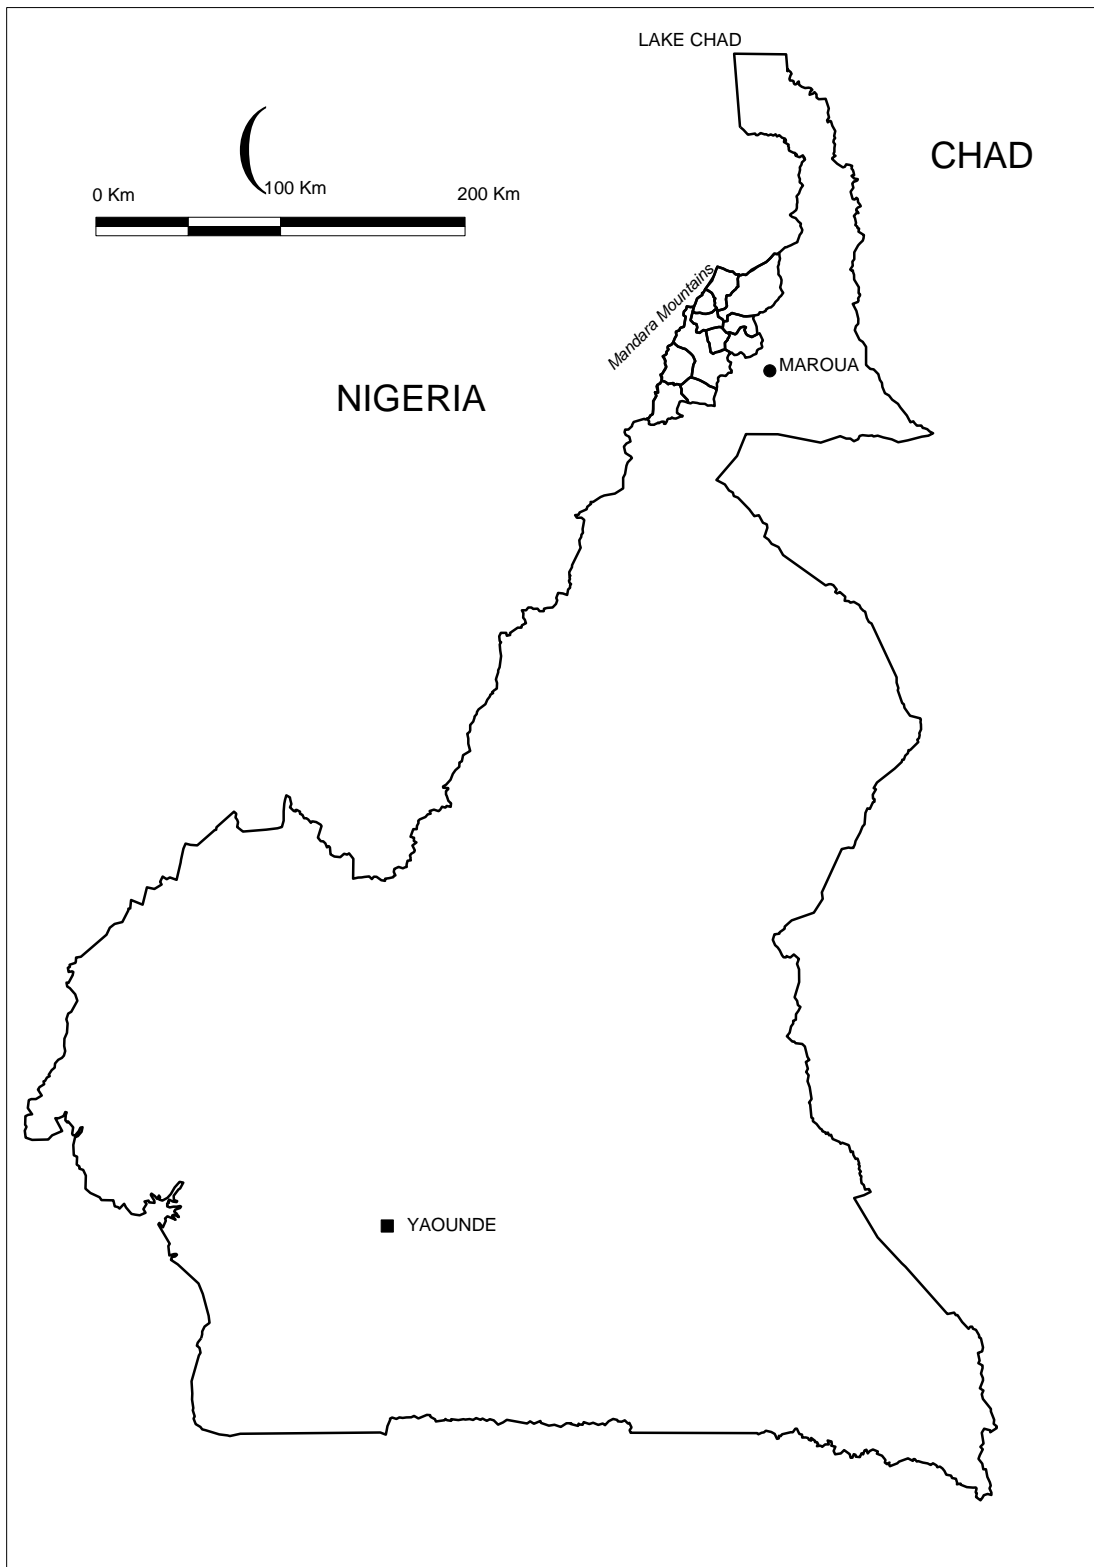 LAKE CHAD
CHAD
0 Km
100 Km
200 Km
Mandara Mountains
MAROUA
NIGERIA
YAOUNDE